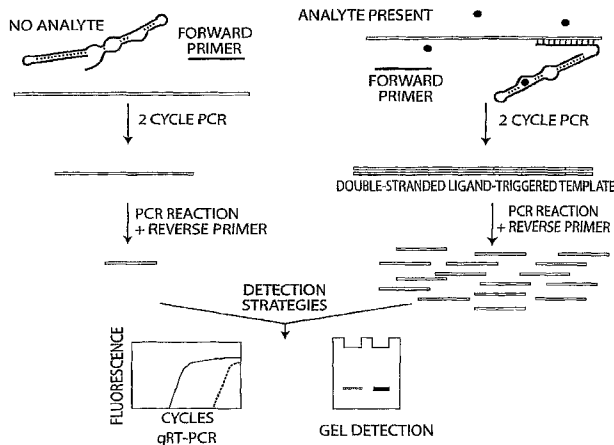 NO ANALYTE
FORWARD
PRIMER
2 CYCLE PCR
PCR REACTION
+ REVERSE PRIMER
ANALYTE PRESENT
FORWARD
PRIMER
2 CYCLE PCR
DOUBLE-STRANDED LIGAND-TRIGGERED TEMPLATE
PCR REACTION
+ REVERSE PRIMER
DETECTION
STRATEGIES
FLUORESCENCE
CYCLES
qRT-PCR
GEL DETECTION